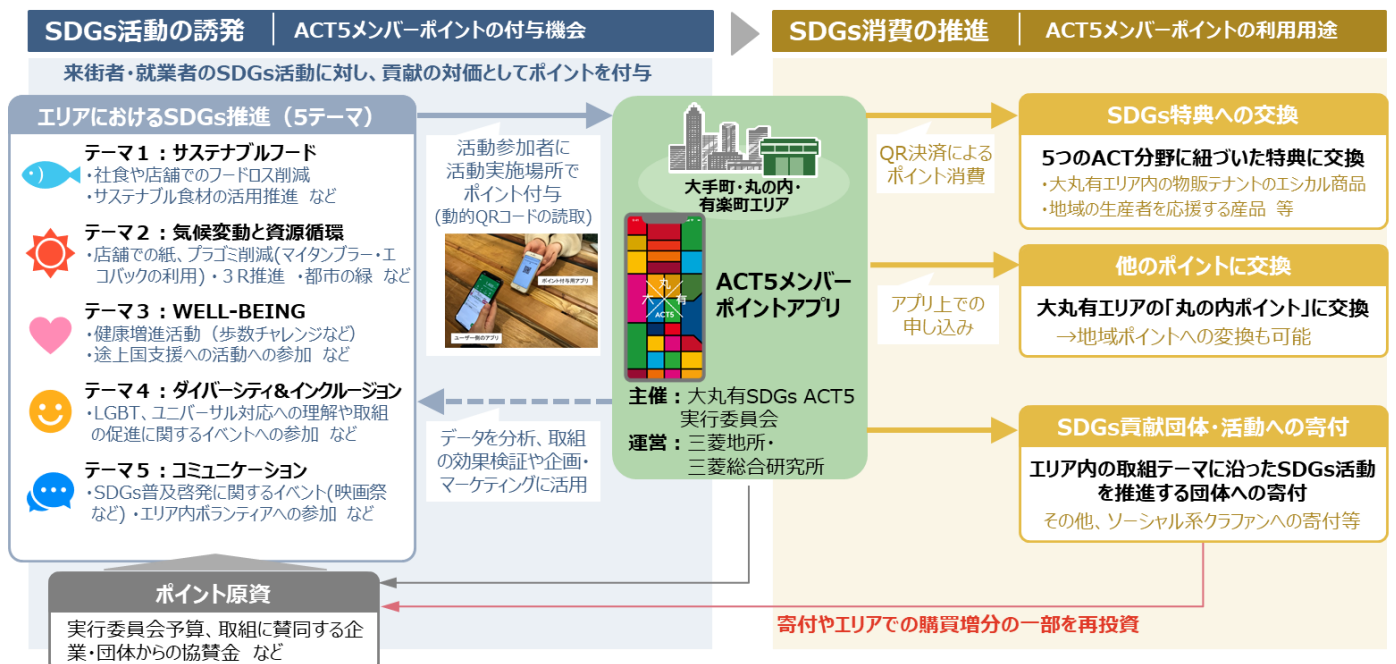 SDGs活動の誘発 ACT5メンバーポイントの付与機会
SDGs消費の推進 ACT5メンバーポイントの利用用途
来街者・就業者のSDGs活動に対し、貢献の対価としてポイントを付与
エリアにおけるSDGs推進（5テーマ）
テーマ１：サステナブルフード
・社食や店舗でのフードロス削減
・サステナブル食材の活用推進 など
テーマ２：気候変動と資源循環
・店舗での紙、プラゴミ削減(マイタンブラー・エ
コバックの利用)・３R推進 ・都市の緑 など
テーマ３：WELL-BEING
・健康増進活動（歩数チャレンジなど）
・途上国支援への活動への参加 など
テーマ４：ダイバーシティ&インクルージョン
・LGBT、ユニバーサル対応への理解や取組
の促進に関するイベントへの参加 など
テーマ５：コミュニケーション
・SDGs普及啓発に関するイベント(映画祭
など)・エリア内ボランティアへの参加 など
ポイント原資
実行委員会予算、取組に賛同する企
業・団体からの協賛金 など
活動参加者に
活動実施場所で
ポイント付与
(動的QRコードの読取)
ポイント付与用アプリ
ユーザー側のアプリ
データを分析、取組
の効果検証や企画・
マーケティングに活用
大手町・丸の内・
有楽町エリア
丸
大 有
ACT5
ACT5メンバー
ポイントアプリ
主催：大丸有SDGs ACT5
実行委員会
運営：三菱地所・
三菱総合研究所
QR決済による
ポイント消費
アプリ上での
申し込み
SDGs特典への交換
5つのACT分野に紐づいた特典に交換
・大丸有エリア内の物販テナントのエシカル商品
・地域の生産者を応援する産品 等
他のポイントに交換
大丸有エリアの「丸の内ポイント」に交換
→地域ポイントへの変換も可能
SDGs貢献団体・活動への寄付
エリア内の取組テーマに沿ったSDGs活動
を推進する団体への寄付
その他、ソーシャル系クラファンへの寄付等
寄付やエリアでの購買増分の一部を再投資